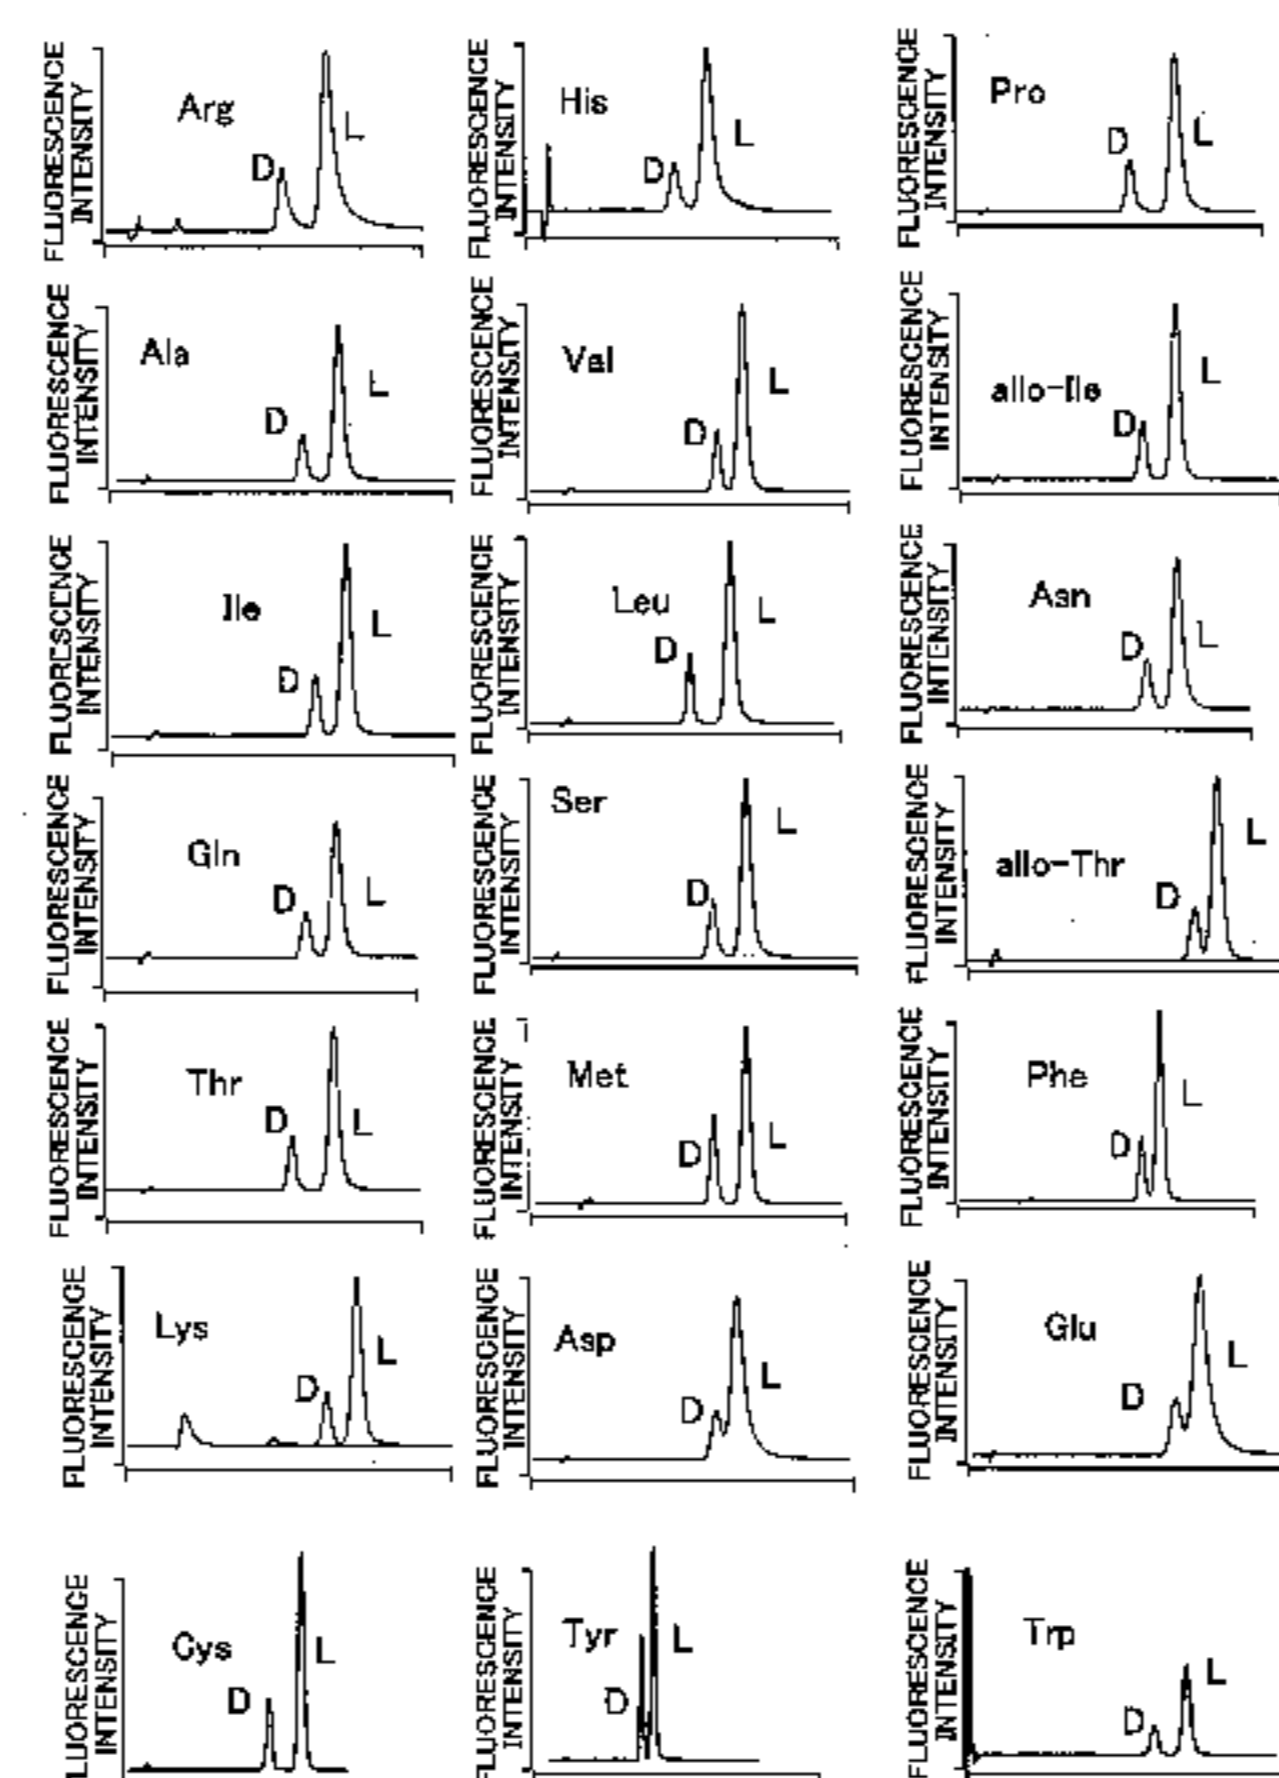 FLUORESCENCE INTENSITY Arg D L
FLUORESCENCE INTENSITY His D L
FLUORESCENCE INTENSITY Pro D L
FLUORESCENCE INTENSITY Ala D L
FLUORESCENCE INTENSITY Val D L
FLUORESCENCE INTENSITY allo-Ile D L
FLUORESCENCE INTENSITY Ile D L
FLUORESCENCE INTENSITY Leu D L
FLUORESCENCE INTENSITY Asn D L
FLUORESCENCE INTENSITY Gln D L
FLUORESCENCE INTENSITY Ser D L
FLUORESCENCE INTENSITY allo-Thr D L
FLUORESCENCE INTENSITY Thr D L
FLUORESCENCE INTENSITY Met D L
FLUORESCENCE INTENSITY Phe D L
FLUORESCENCE INTENSITY Lys D L
FLUORESCENCE INTENSITY Asp D L
FLUORESCENCE INTENSITY Glu D L
FLUORESCENCE INTENSITY Cys D L
FLUORESCENCE INTENSITY Tyr D L
FLUORESCENCE INTENSITY Trp D L